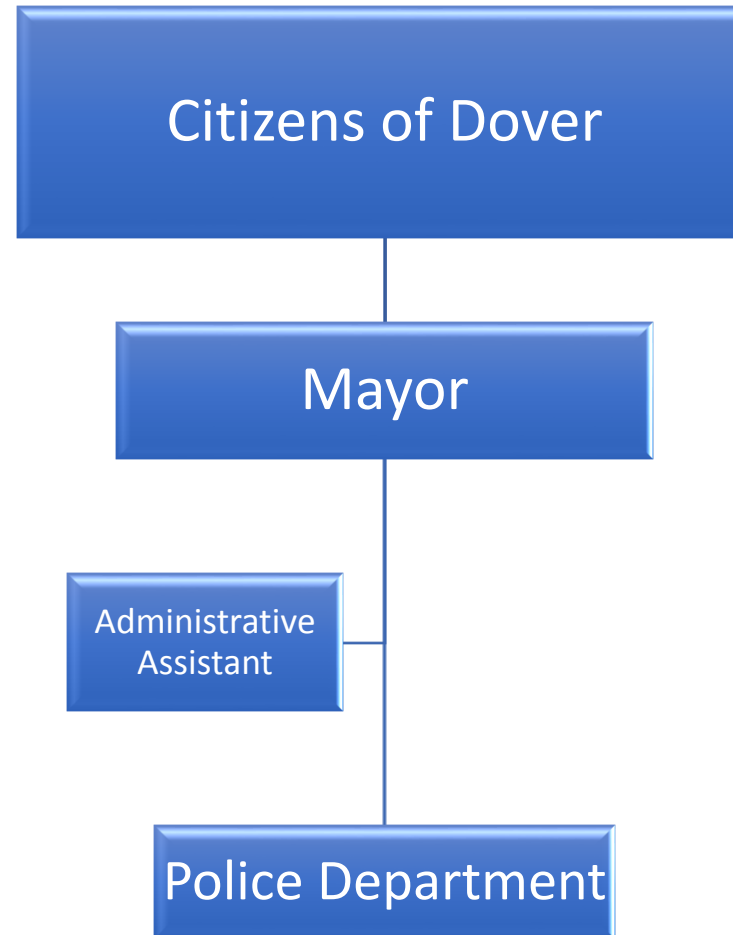 Citizens of Dover
Mayor
Administrative
Assistant
Police Department